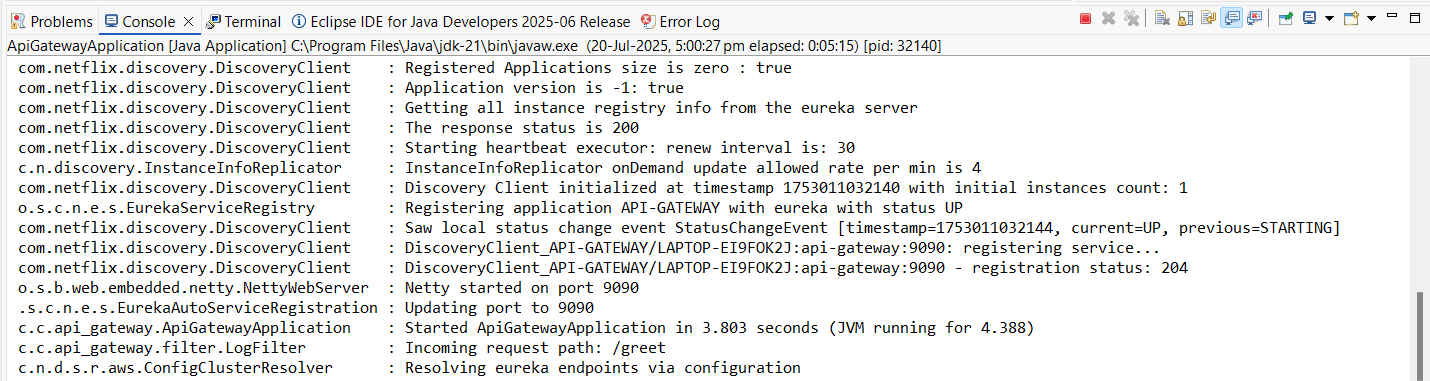 Problems Console Terminal Eclipse IDE for Java Developers 2025-06 Release Error Log
ApiGatewayApplication [Java Application] C:\Program Files\Java\jdk-21\bin\javaw.exe (20-Jul-2025, 5:00:27 pm elapsed: 0:05:15) [pid: 32140]
com.netflix.discovery.DiscoveryClient : Registered Applications size is zero : true
com.netflix.discovery.DiscoveryClient : Application version is -1: true
com.netflix.discovery.DiscoveryClient : Getting all instance registry info from the eureka server
com.netflix.discovery.DiscoveryClient : The response status is 200
com.netflix.discovery.DiscoveryClient : Starting heartbeat executor: renew interval is: 30
c.n.discovery.InstanceInfoReplicator : InstanceInfoReplicator onDemand update allowed rate per min is 4
com.netflix.discovery.DiscoveryClient : Discovery Client initialized at timestamp 1753011032140 with initial instances count: 1
o.s.c.n.e.s.EurekaServiceRegistry : Registering application API-GATEWAY with eureka with status UP
com.netflix.discovery.DiscoveryClient : Saw local status change event StatusChangeEvent [timestamp=1753011032144, current=UP, previous=STARTING]
com.netflix.discovery.DiscoveryClient : DiscoveryClient_API-GATEWAY/LAPTOP-EI9FOK2J:api-gateway:9090: registering service...
com.netflix.discovery.DiscoveryClient : DiscoveryClient_API-GATEWAY/LAPTOP-EI9FOK2J:api-gateway:9090 - registration status: 204
o.s.b.web.embedded.netty.NettyWebServer : Netty started on port 9090
.s.c.n.e.s.EurekaAutoServiceRegistration : Updating port to 9090
c.c.api_gateway.ApiGatewayApplication : Started ApiGatewayApplication in 3.803 seconds (JVM running for 4.388)
c.c.api_gateway.filter.LogFilter : Incoming request path: /greet
c.n.d.s.r.aws.ConfigClusterResolver : Resolving eureka endpoints via configuration